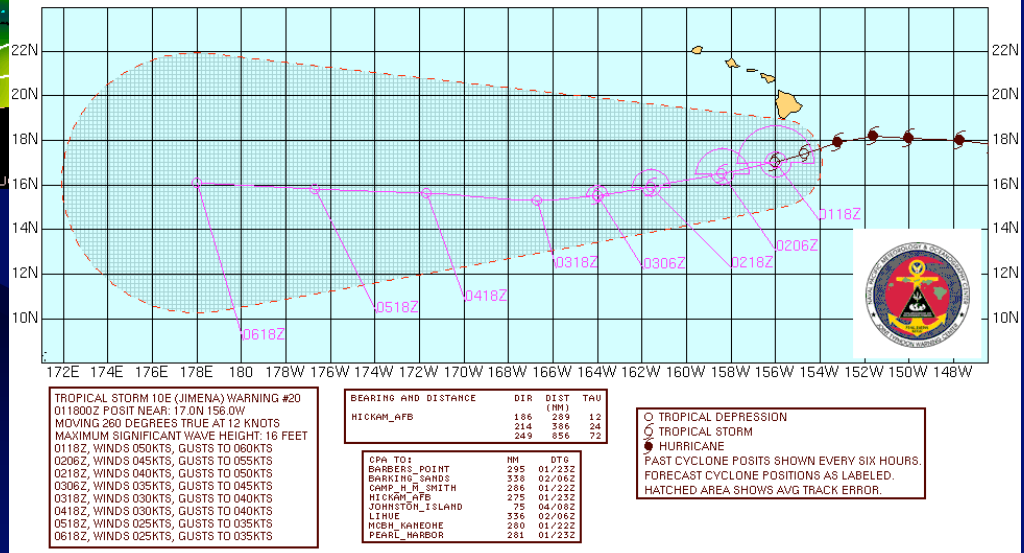 22N
20N
18N
16N
14N
12N
10N
22N
20N
18N
16N
14N
12N
10N
0118Z
0206Z
0218Z
0306Z
0318Z
0418Z
0518Z
0618Z
172E 174E 176E 178E 180 178W 176W 174W 172W 170W 168W 166W 164W 162W 160W 158W 156W 154W 152W 150W 148W
NAVAL PACIFIC METEOROLOGY & OCEANOGRAPHY CENTER
JOINT TYPHOON WARNING CENTER
TROPICAL STORM 10E (JIMENA) WARNING #20
011800Z POSIT NEAR: 17.0N 156.0W
MOVING 260 DEGREES TRUE AT 12 KNOTS
MAXIMUM SIGNIFICANT WAVE HEIGHT: 16 FEET
0118Z, WINDS 050KTS, GUSTS TO 060KTS
0206Z, WINDS 045KTS, GUSTS TO 055KTS
0218Z, WINDS 040KTS, GUSTS TO 050KTS
0306Z, WINDS 035KTS, GUSTS TO 045KTS
0318Z, WINDS 030KTS, GUSTS TO 040KTS
0418Z, WINDS 030KTS, GUSTS TO 040KTS
0518Z, WINDS 025KTS, GUSTS TO 035KTS
0618Z, WINDS 025KTS, GUSTS TO 035KTS
BEARING AND DISTANCE DIR DIST TAU
(NM)
HICKAM_AFB 186 289 12
214 386 24
249 856 72
CPA TO: NM DTG
BARBERS_POINT 295 01/23Z
BARKING_SANDS 338 02/06Z
CAMP_H_M_SMITH 286 01/22Z
HICKAM_AFB 275 01/23Z
JOHNSTON_ISLAND 75 04/08Z
LIHUE 336 02/06Z
MCBH_KANEOHE 280 01/22Z
PEARL_HARBOR 281 01/23Z
TROPICAL DEPRESSION
TROPICAL STORM
HURRICANE
PAST CYCLONE POSITS SHOWN EVERY SIX HOURS.
FORECAST CYCLONE POSITIONS AS LABELED.
HATCHED AREA SHOWS AVG TRACK ERROR.